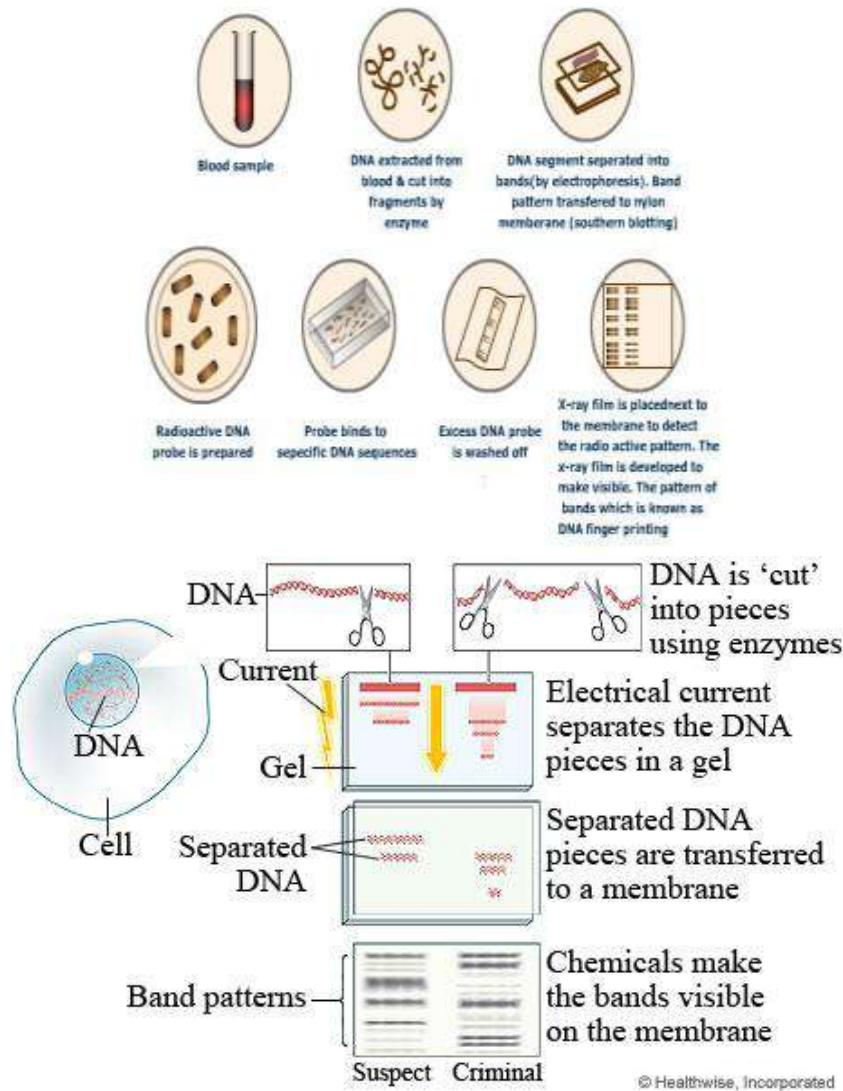 Blood sample
DNA extracted from
blood & cut into
fragments by
enzyme
DNA segment seperated into
bands(by electrophoresis). Band
pattern transfered to nylon
memberane (southern blotting)
Radioactive DNA
probe is prepared
Probe binds to
sepecific DNA sequences
Excess DNA probe
is washed off
X-ray film is placednext to
the membrane to detect
the radio active pattern. The
x-ray film is developed to
make visible. The pattern of
bands which is known as
DNA finger printing
DNA
DNA is ‘cut’
into pieces
using enzymes
Current
DNA
Cell
Gel
Electrical current
separates the DNA
pieces in a gel
Separated
DNA
Separated DNA
pieces are transferred
to a membrane
Band patterns
Chemicals make
the bands visible
on the membrane
Suspect Criminal
© Healthwise, Incorporated